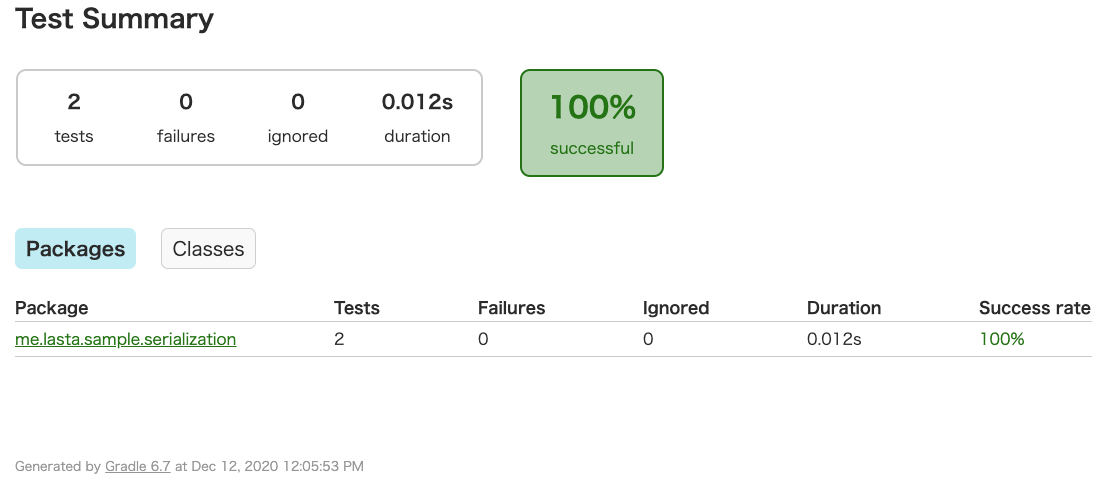 Test Summary
2 0 0 0.012s
tests failures ignored duration
100%
successful
Packages Classes
Package Tests Failures Ignored Duration Success rate
me.lasta.sample.serialization 2 0 0 0.012s 100%
Generated by Gradle 6.7 at Dec 12, 2020 12:05:53 PM